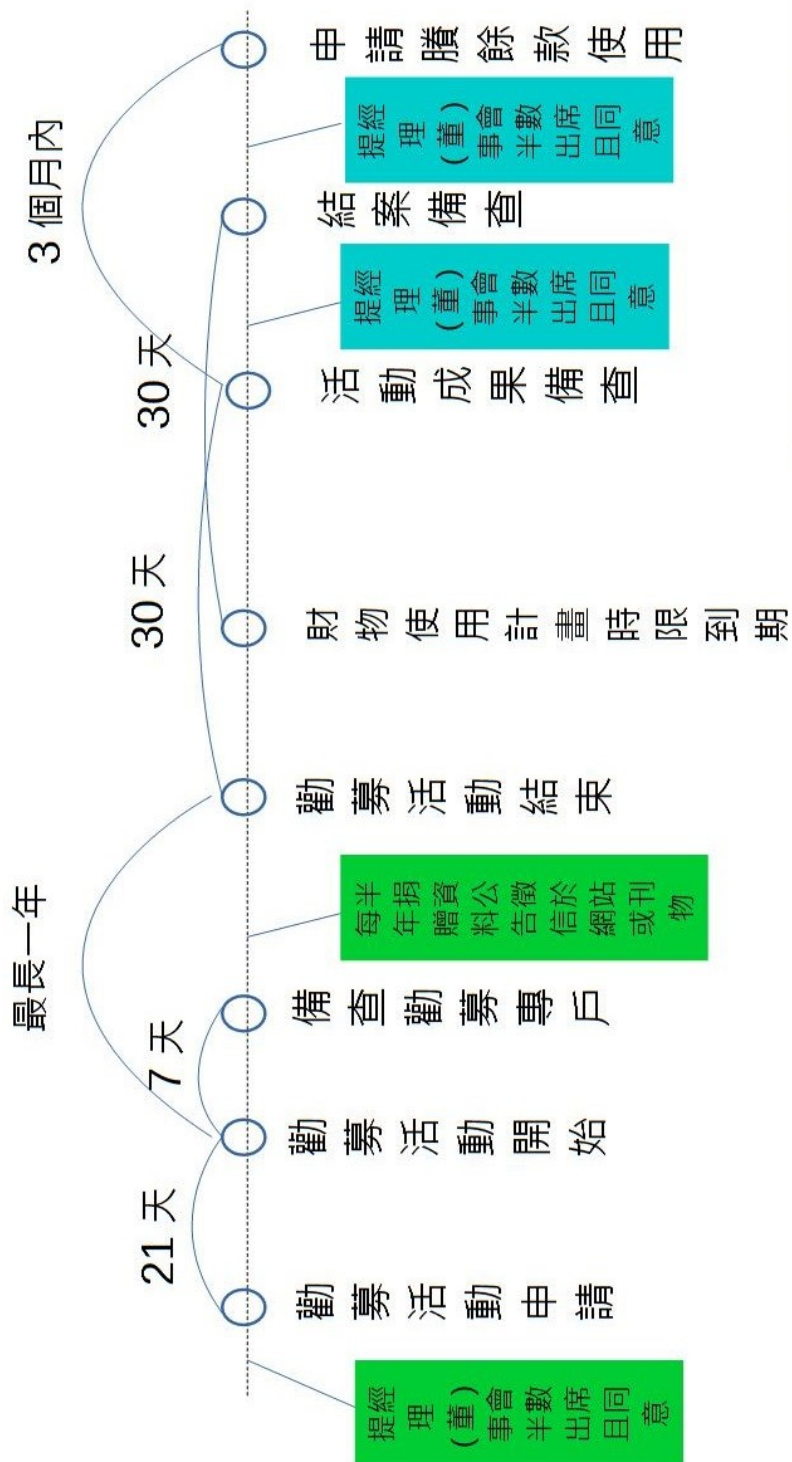 最長一年
3 個月內
21 天
7 天
30 天
30 天
勸募活動申請
勸募活動開始
備查勸募專戶
勸募活動結束
財物使用計畫時限到期
活動成果備查
結案備查
申請賸餘款使用
提經
理
(董)
事會
半數
出席
且同
意
每半
年捐
贈資
料公
告徵
信於
網站
或刊
物
提經
理
(董)
事會
半數
出席
且同
意
提經
理
(董)
事會
半數
出席
且同
意